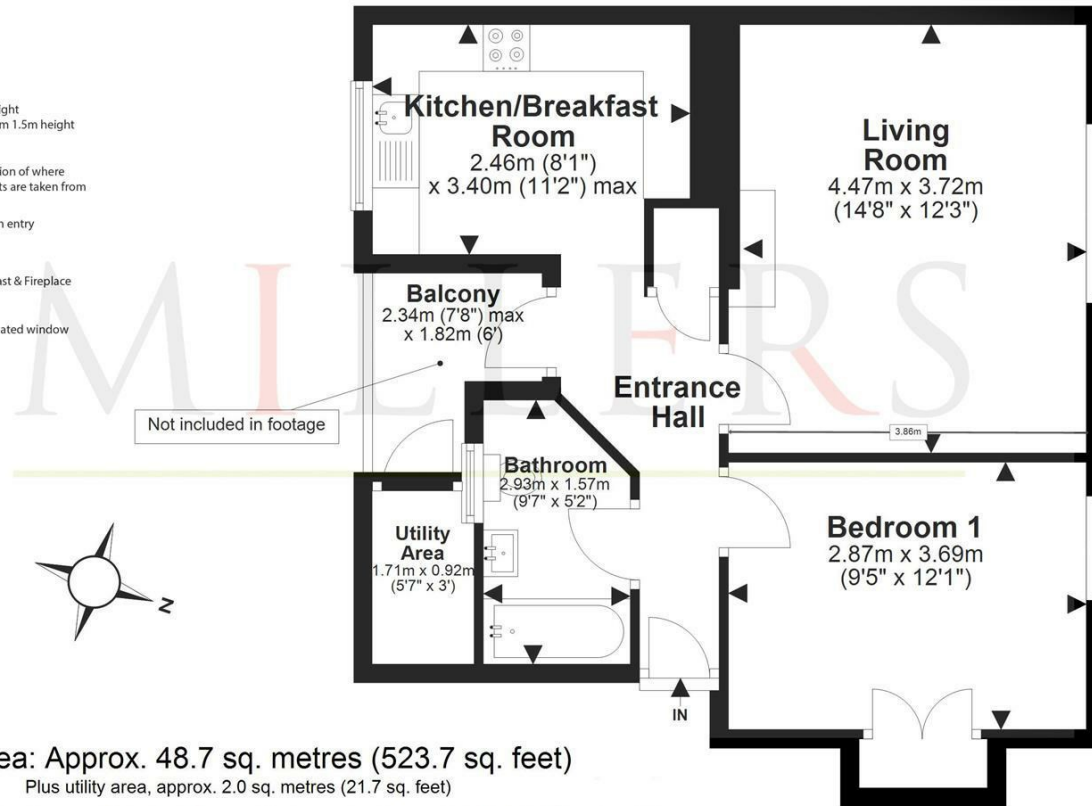 m 1.5m height
ion of where
ts are taken from
n entry
& Fireplace
window
Kitchen/Breakfast
Room
2.46m (8'1")
x 3.40m (11'2") max
Living
Room
4.47m x 3.72m
(14'8" x 12'3")
Balcony
2.34m (7'8") max
x 1.82m (6')
MILLERS
Entrance
Hall
Not included in footage
3.86m
Bathroom
2.93m x 1.57m
(9'7" x 5'2")
Utility
Area
1.71m x 0.92m
(5'7" x 3')
Bedroom 1
2.87m x 3.69m
(9'5" x 12'1")
N
IN
ea: Approx. 48.7 sq. metres (523.7 sq. feet)
Plus utility area, approx. 2.0 sq. metres (21.7 sq. feet)